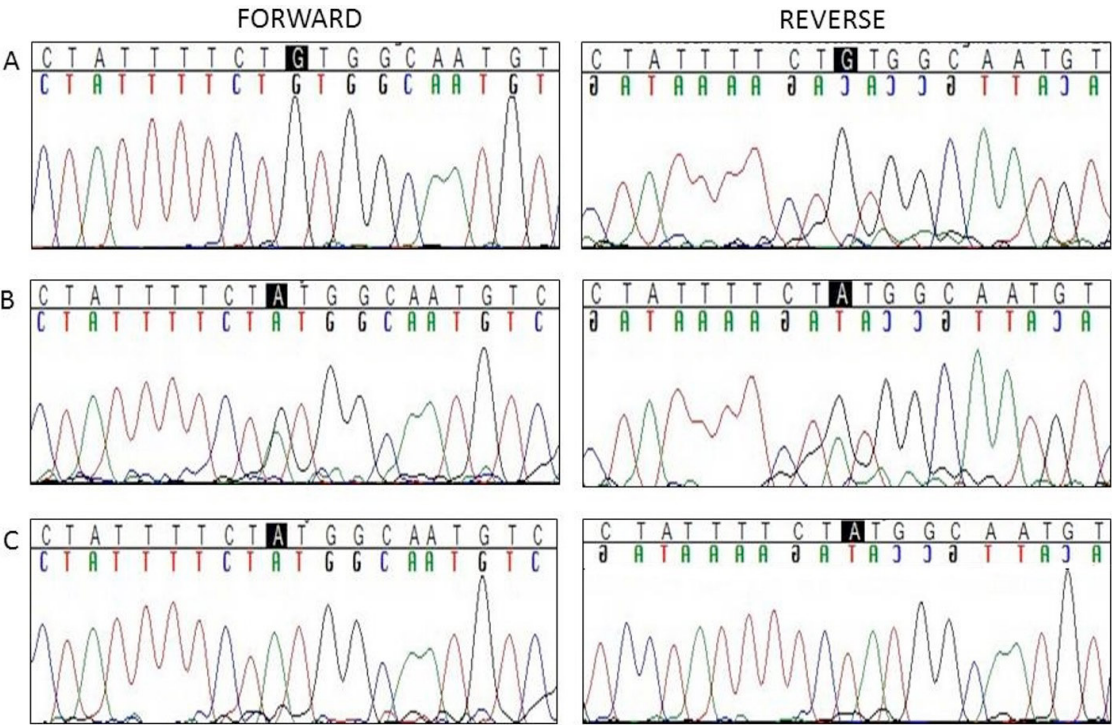 FORWARD
REVERSE
A
C T A T T T T C T G T G G C A A T G T
C T A T T T T C T G T G G C A A T G T
C T A T T T T C T G T G G C A A T G T
G A T A A A A G A C A C C G T T A C A
B
C T A T T T T C T A T G G C A A T G T C
C T A T T T T C T A T G G C A A T G T C
C T A T T T T C T A T G G C A A T G T
G A T A A A A G A T A C C G T T A C A
C
C T A T T T T C T A T G G C A A T G T C
C T A T T T T C T A T G G C A A T G T C
C T A T T T T C T A T G G C A A T G T
G A T A A A A G A T A C C G T T A C A